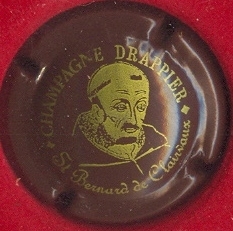 CHAMPAGNE DRAPPIER
St Bernard de Clairvaux